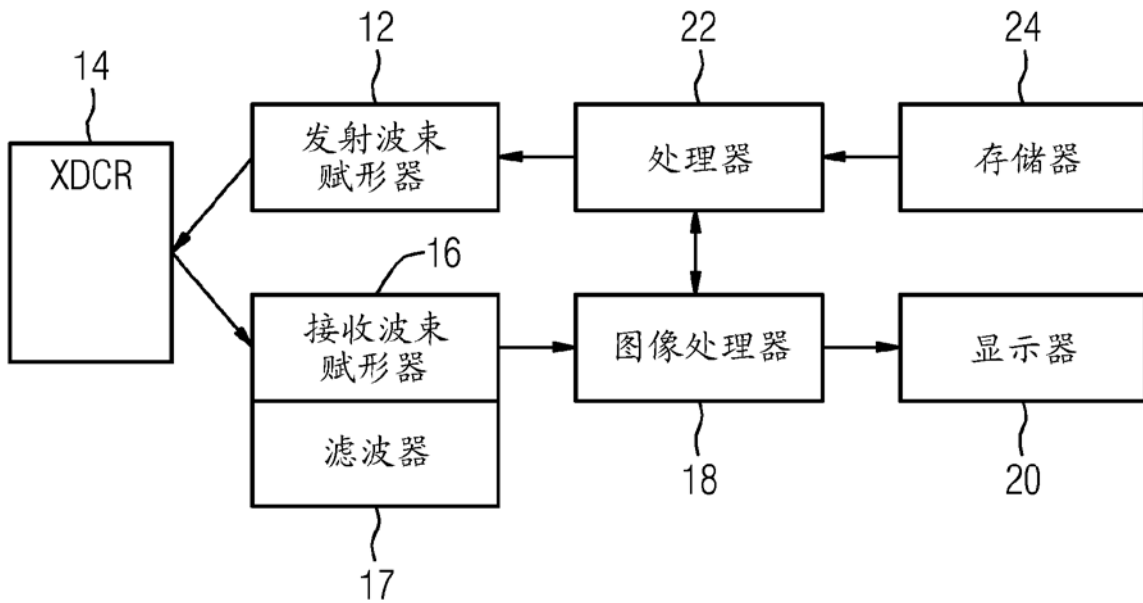 12
22
24
14
发射波束
赋形器
处理器
存储器
XDCR
16
接收波束
赋形器
图像处理器
显示器
滤波器
18
20
17